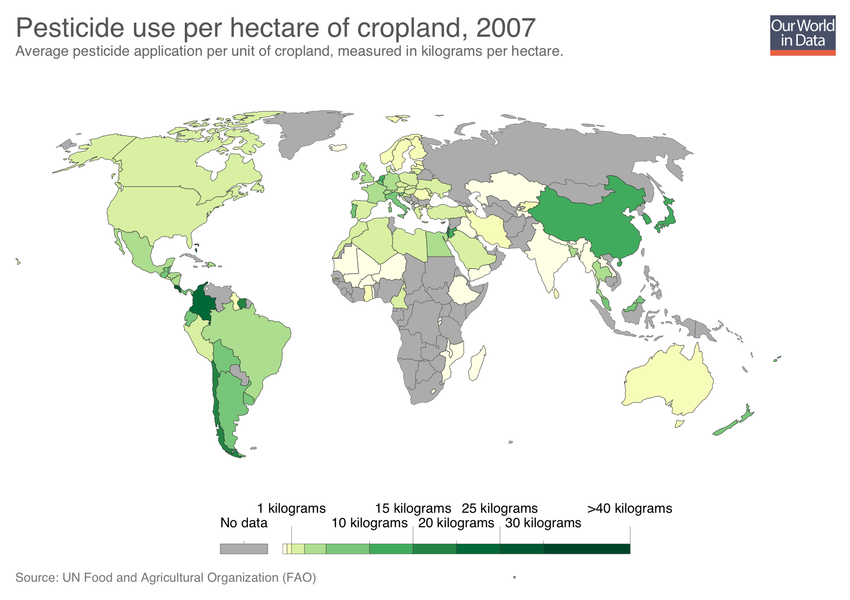 Pesticide use per hectare of cropland, 2007
Average pesticide application per unit of cropland, measured in kilograms per hectare.
Our World
in Data
1 kilograms 15 kilograms 25 kilograms >40 kilograms
No data 10 kilograms 20 kilograms 30 kilograms
Source: UN Food and Agricultural Organization (FAO)